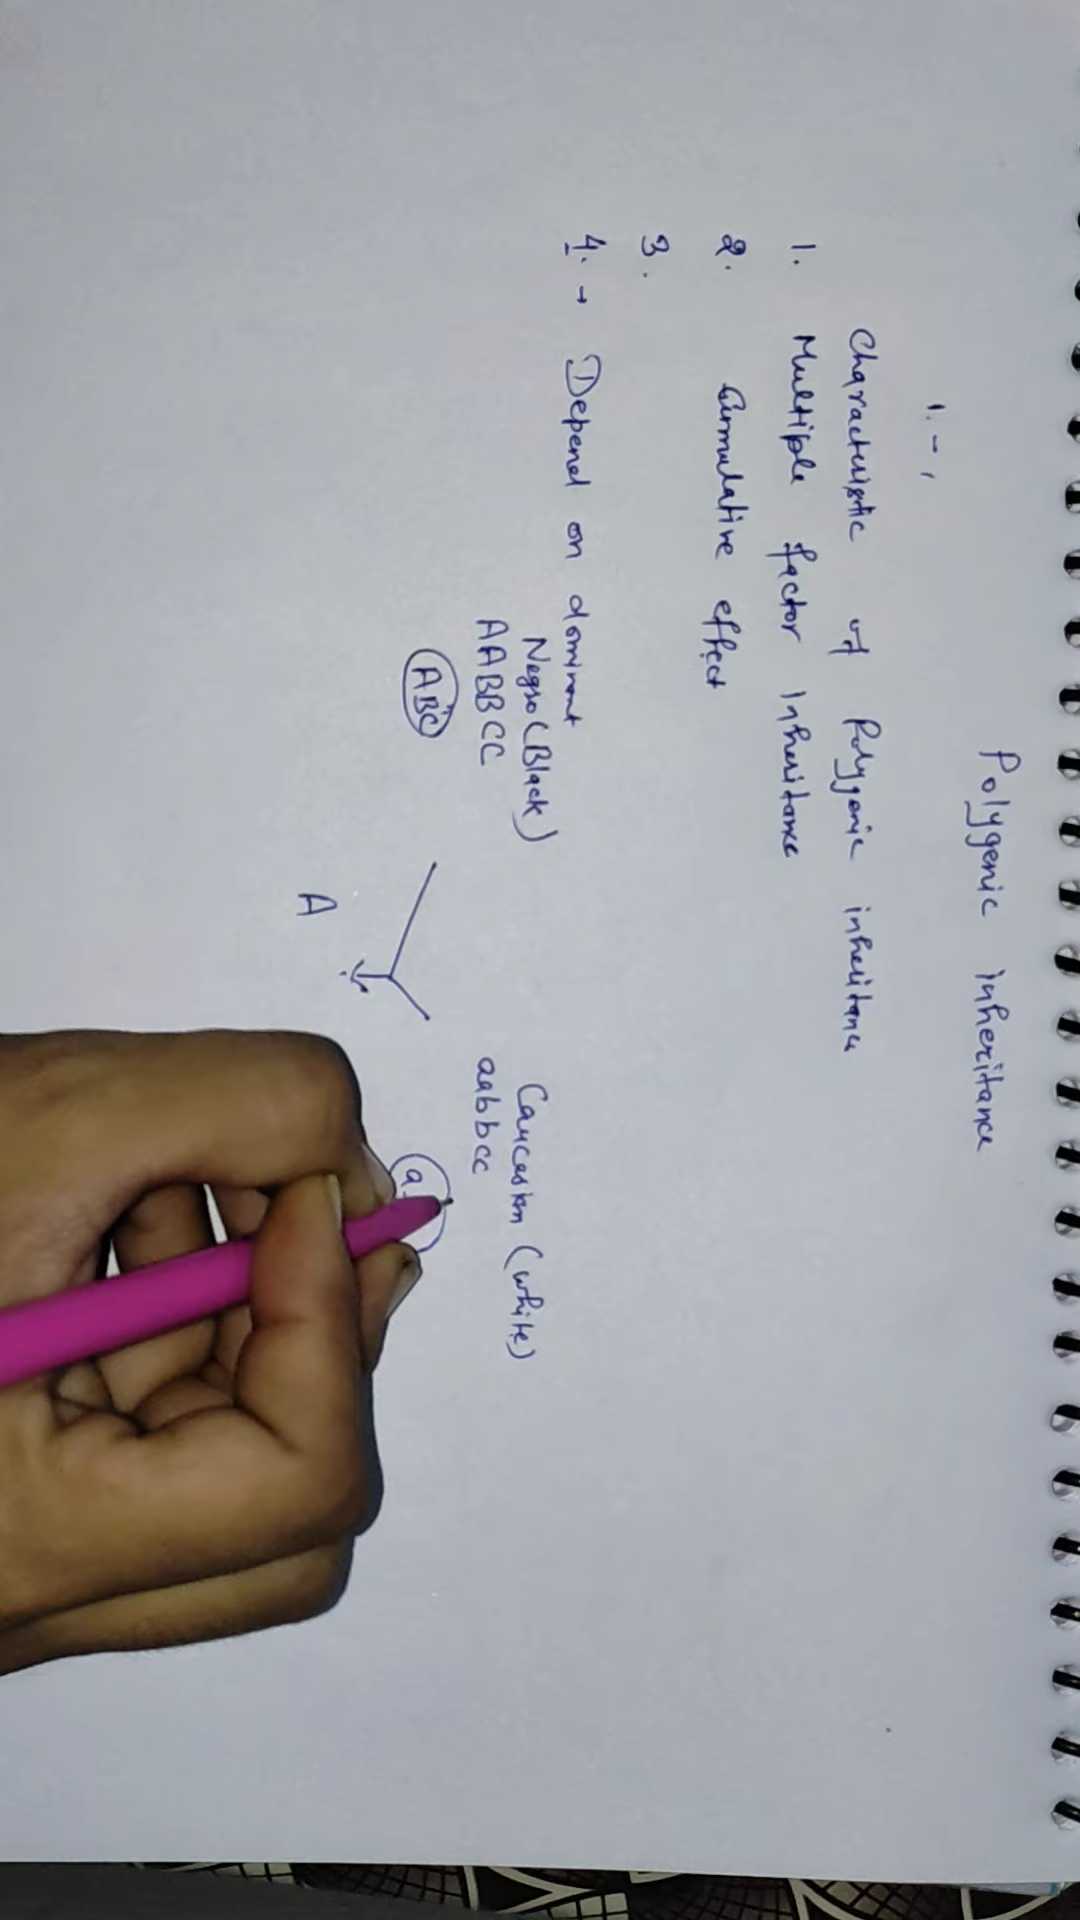 Polygenic inheritance
1. - ,
Characteristic of Polygenic inheritance
1. Multiple factor Inheritance
2. Cumulative effect
3.
4. → Depend on dominant
Negro (Black) Caucasion (white)
AABBCC aabbcc
ABC a
A